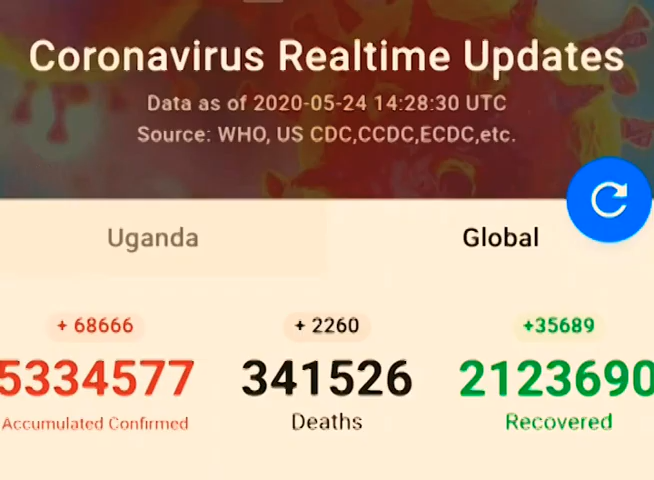 Coronavirus Realtime Updates
Data as of 2020-05-24 14:28:30 UTC
Source: WHO, US CDC,CCDC,ECDC,etc.
Uganda Global
+ 68666 + 2260 +35689
5334577 341526 2123690
Accumulated Confirmed Deaths Recovered